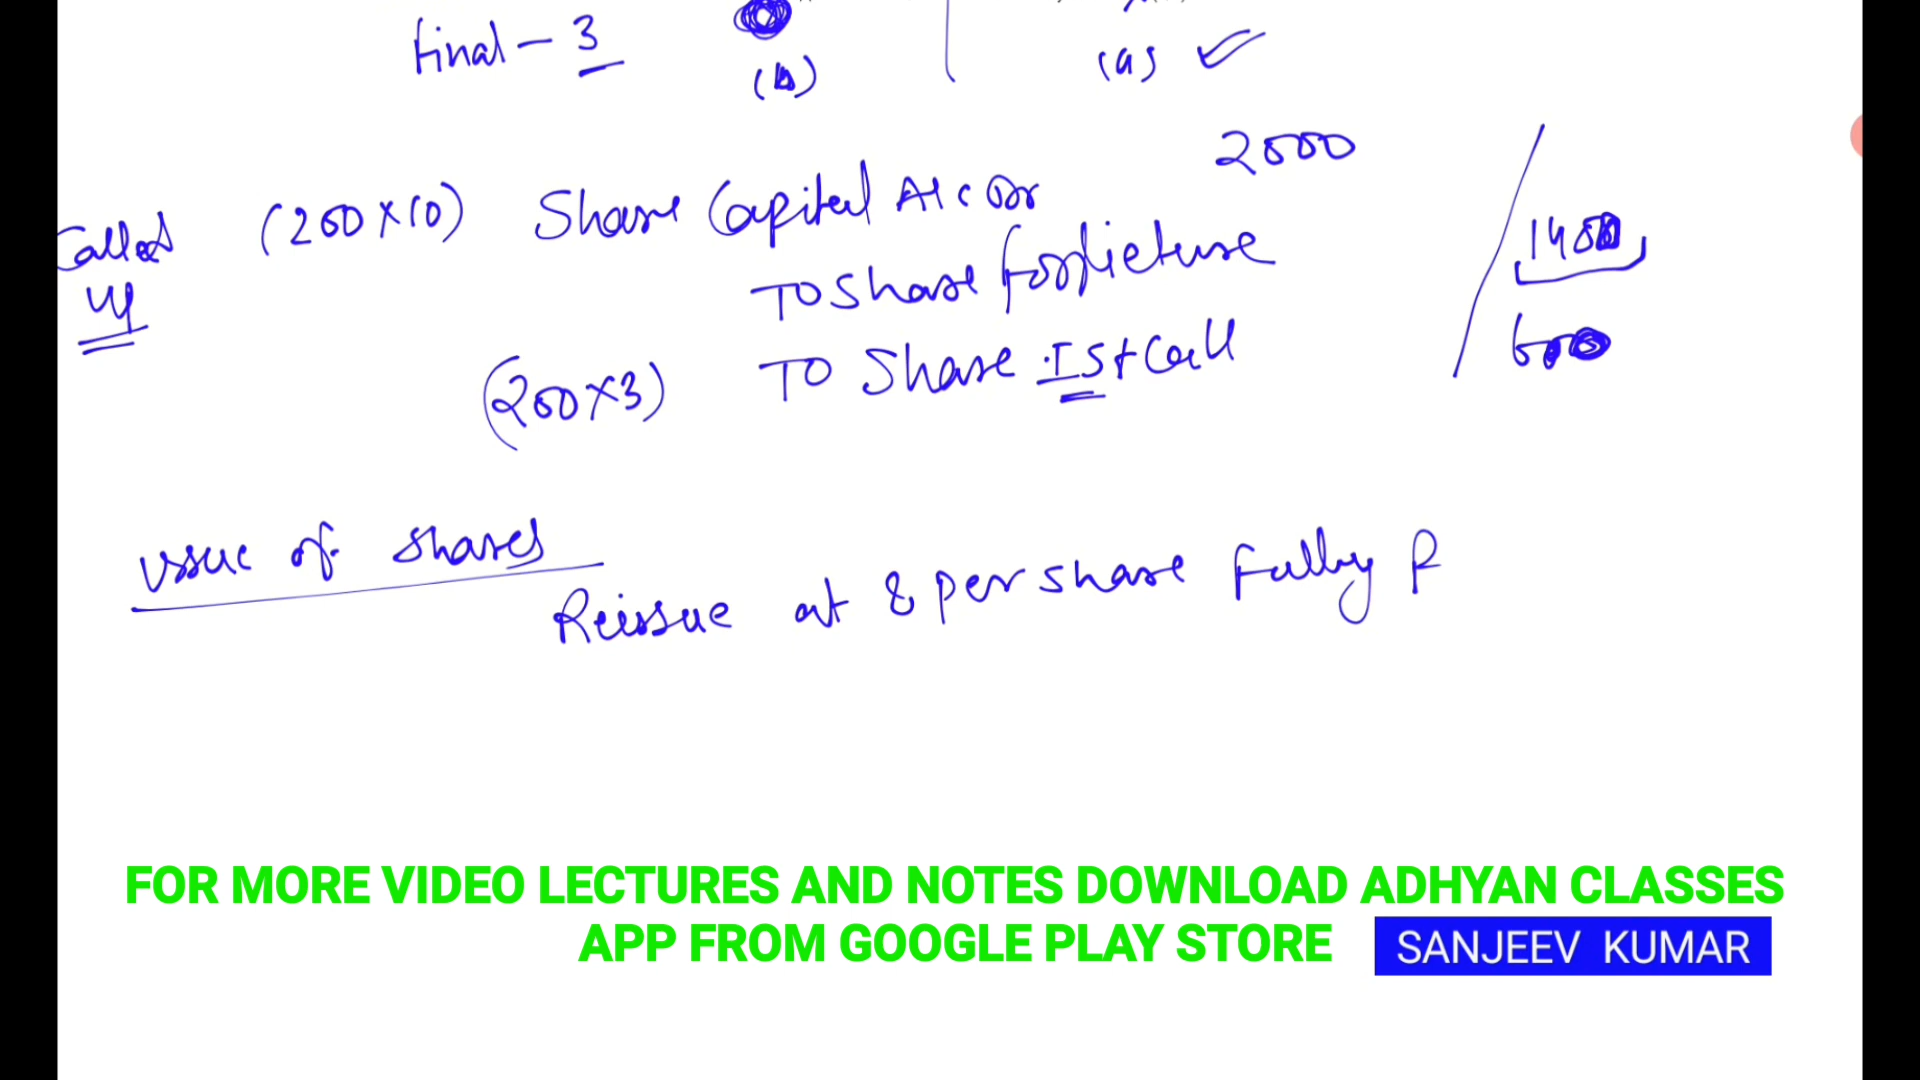 final - 3
(b)
(a)
2000
Called up (200×10) Share Capital A/c Dr
To Share forfieture 1400
(200×3) To Share Ist Call 600
Issue of shares
Reissue at 8 per share fully P
FOR MORE VIDEO LECTURES AND NOTES DOWNLOAD ADHYAN CLASSES
APP FROM GOOGLE PLAY STORE SANJEEV KUMAR